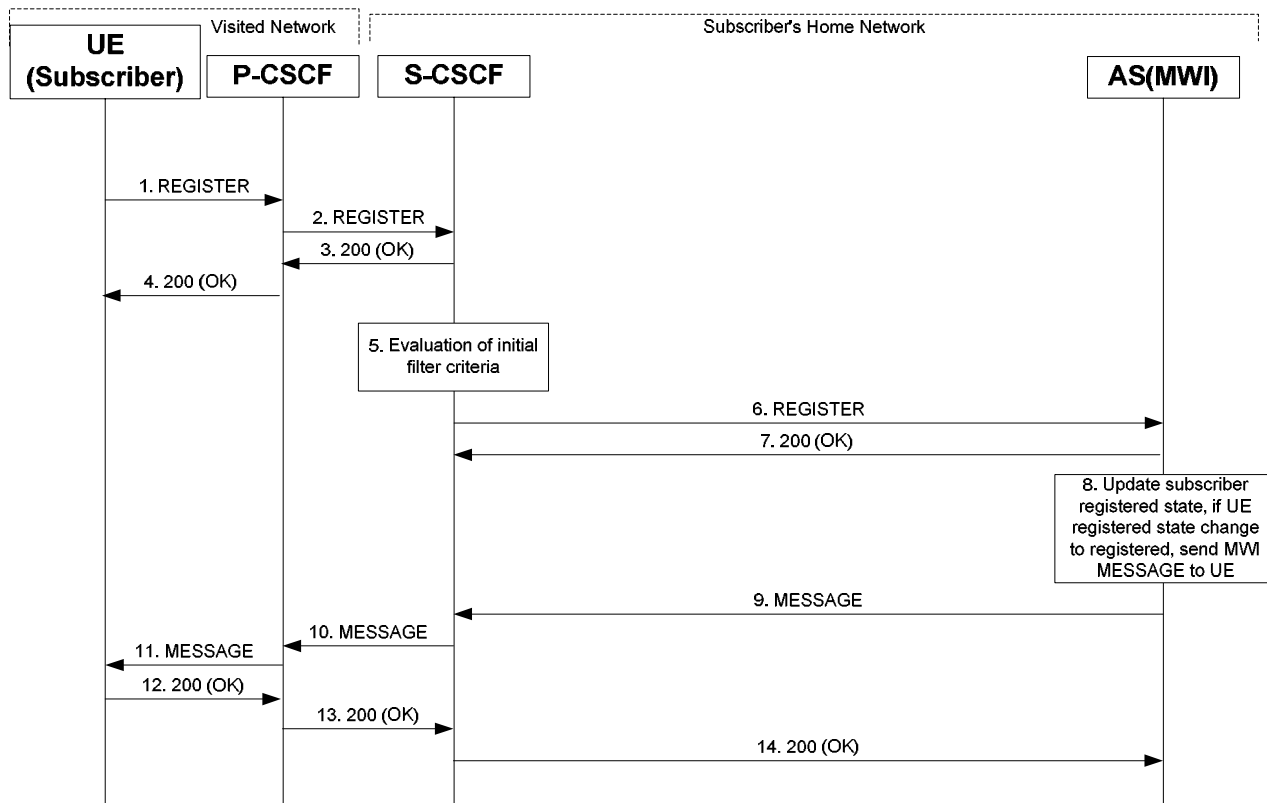 Visited Network
Subscriber's Home Network
UE
(Subscriber)
P-CSCF
S-CSCF
AS(MWI)
1. REGISTER
2. REGISTER
3. 200 (OK)
4. 200 (OK)
5. Evaluation of initial
filter criteria
6. REGISTER
7. 200 (OK)
8. Update subscriber
registered state, if UE
registered state change
to registered, send MWI
MESSAGE to UE
9. MESSAGE
10. MESSAGE
11. MESSAGE
12. 200 (OK)
13. 200 (OK)
14. 200 (OK)